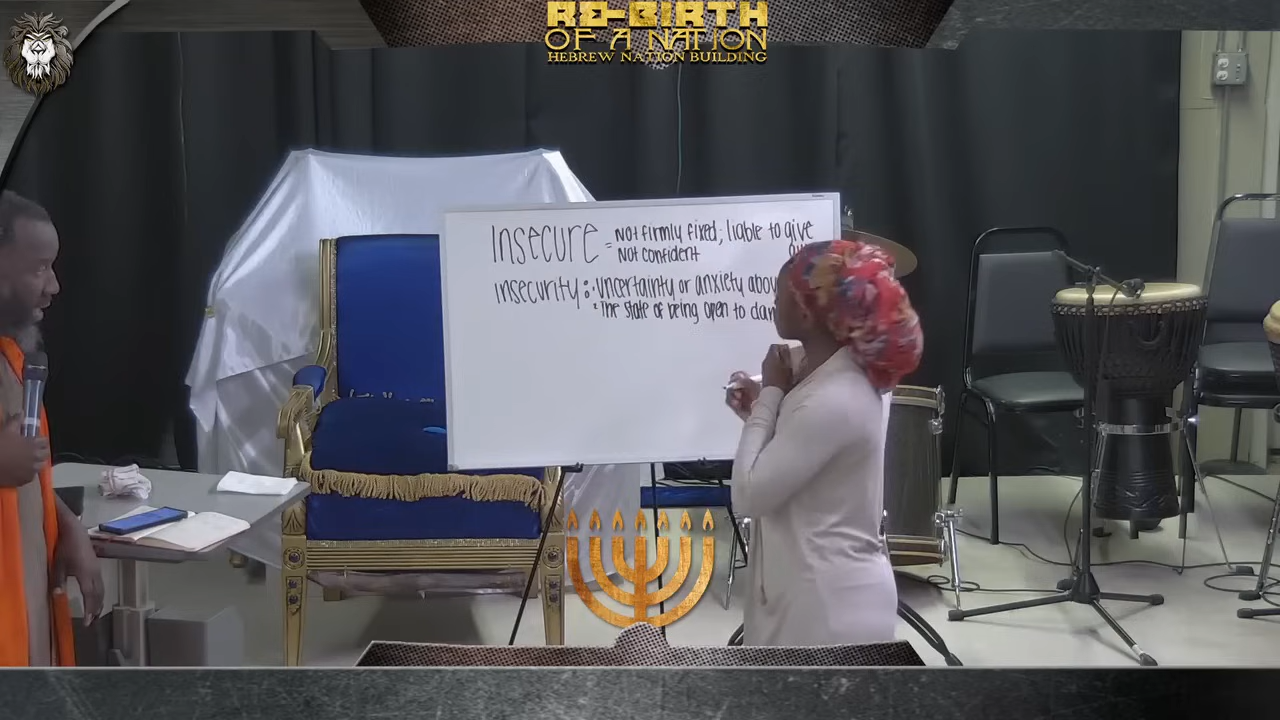 RE-BIRTH
OF A NATION
HEBREW NATION BUILDING
INSECURE = Not firmly fixed; liable to give
Not confident
INSECURITY: Uncertainty or anxiety abou
The state of being open to